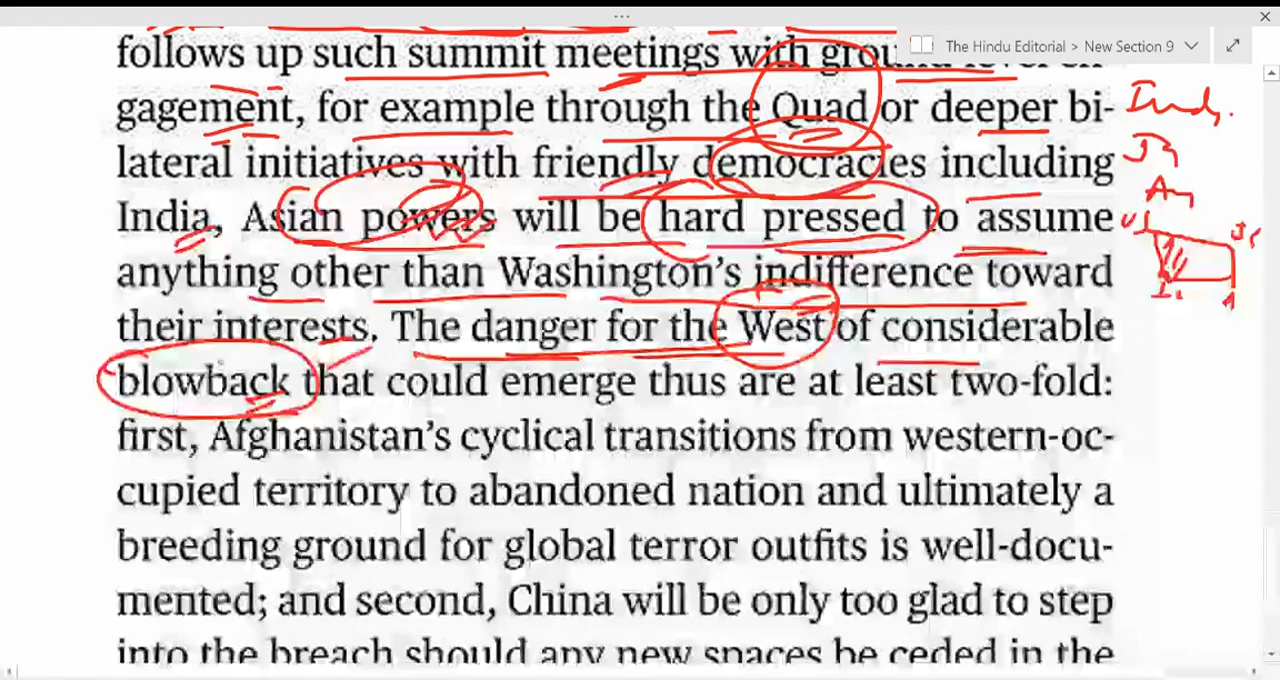 The Hindu Editorial > New Section 9
follows up such summit meetings with ground
gagement, for example through the Quad or deeper bi-
lateral initiatives with friendly democracies including
India, Asian powers will be hard pressed to assume
anything other than Washington's indifference toward
their interests. The danger for the West of considerable
blowback that could emerge thus are at least two-fold:
first, Afghanistan's cyclical transitions from western-oc-
cupied territory to abandoned nation and ultimately a
breeding ground for global terror outfits is well-docu-
mented; and second, China will be only too glad to step
into the breach should any new spaces be ceded in the